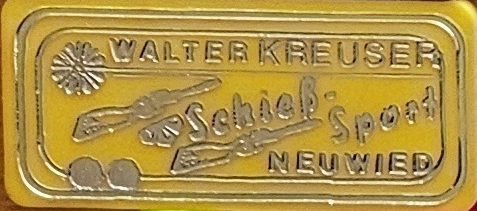 WALTER KREUSER
Schieß-
Sport
NEUWIED